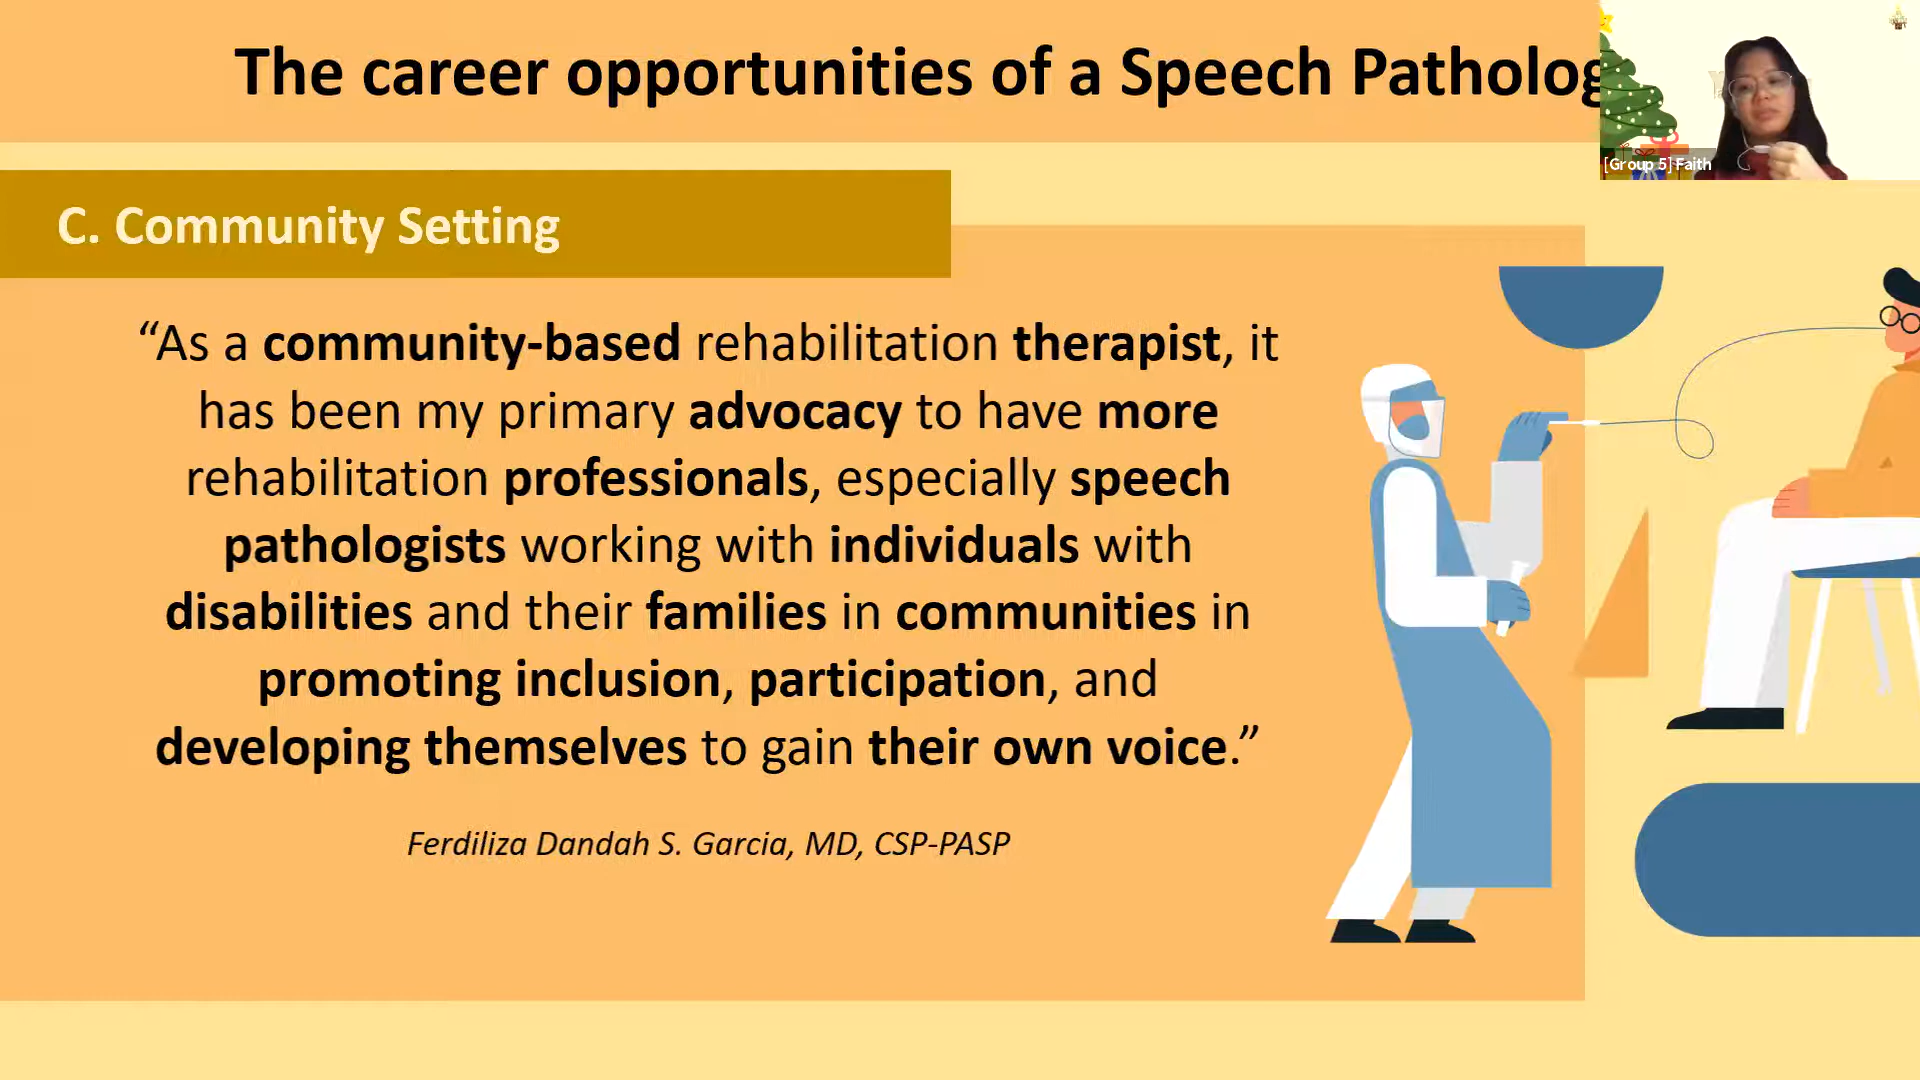 The career opportunities of a Speech Patholog
[Group 5] Faith
C. Community Setting
“As a community-based rehabilitation therapist, it
has been my primary advocacy to have more
rehabilitation professionals, especially speech
pathologists working with individuals with
disabilities and their families in communities in
promoting inclusion, participation, and
developing themselves to gain their own voice.”
Ferdiliza Dandah S. Garcia, MD, CSP-PASP